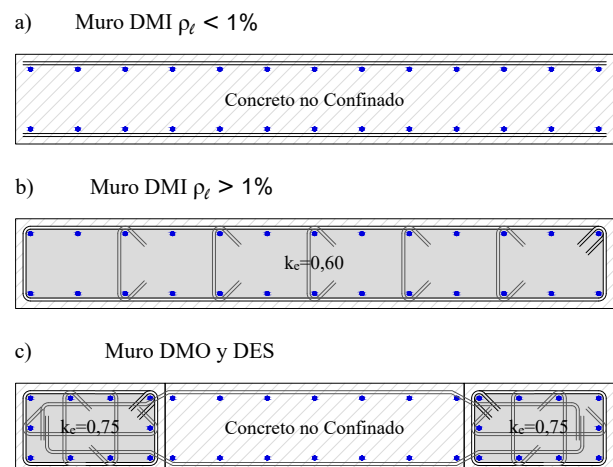 a) Muro DMI ρℓ < 1%
Concreto no Confinado
b) Muro DMI ρℓ > 1%
ke=0,60
c) Muro DMO y DES
ke=0,75 Concreto no Confinado ke=0,75